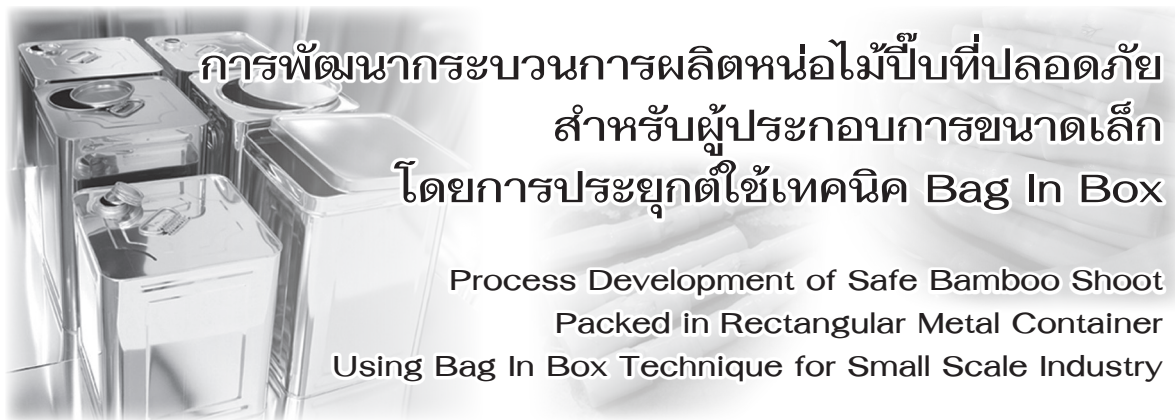 การพัฒนากระบวนการผลิตหน่อไม้ปี๊บที่ปลอดภัย
สำหรับผู้ประกอบการขนาดเล็ก
โดยการประยุกต์ใช้เทคนิค Bag In Box
Process Development of Safe Bamboo Shoot
Packed in Rectangular Metal Container
Using Bag In Box Technique for Small Scale Industry